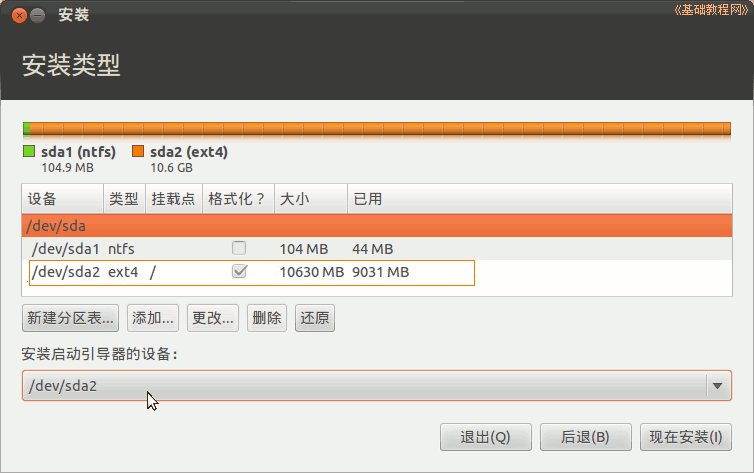 安装
《基础教程网》
安装类型
sda1 (ntfs) sda2 (ext4)
104.9 MB 10.6 GB
设备 类型 挂载点 格式化？ 大小 已用
/dev/sda
/dev/sda1 ntfs 104 MB 44 MB
/dev/sda2 ext4 / 10630 MB 9031 MB
新建分区表... 添加... 更改... 删除 还原
安装启动引导器的设备：
/dev/sda2
退出(Q) 后退(B) 现在安装(I)